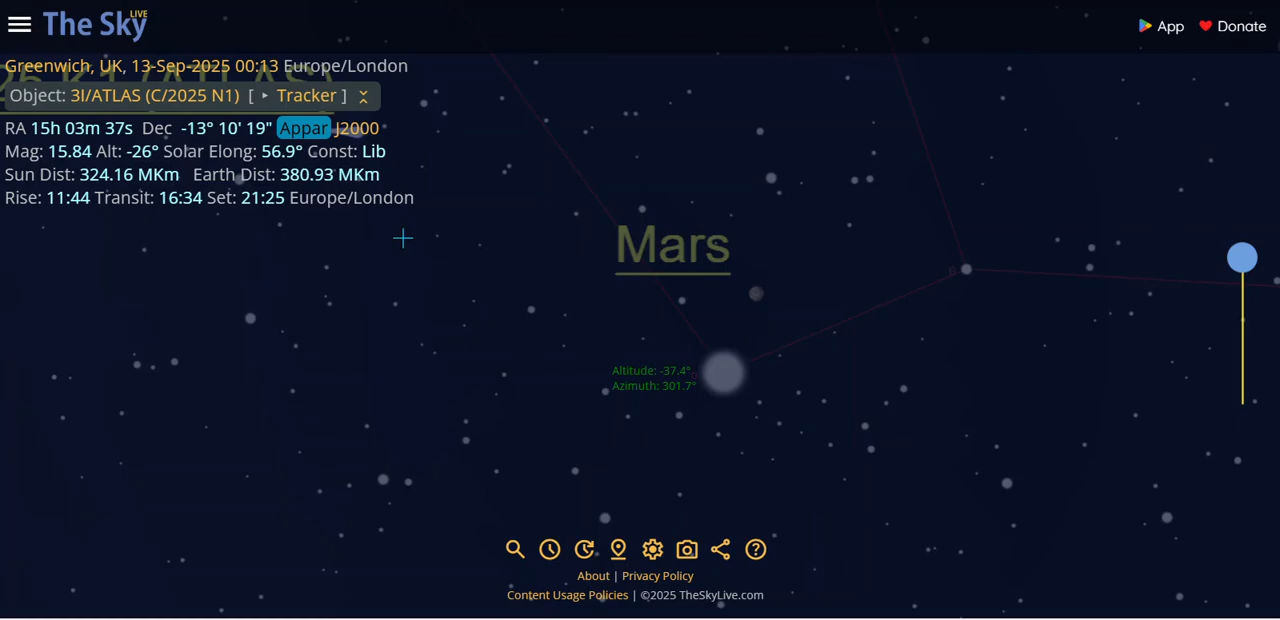 The Sky LIVE
App Donate
Greenwich, UK, 13-Sep-2025 00:13 Europe/London
Object: 3I/ATLAS (C/2025 N1) [ ‣ Tracker ]
RA 15h 03m 37s Dec -13° 10' 19" Appar J2000
Mag: 15.84 Alt: -26° Solar Elong: 56.9° Const: Lib
Sun Dist: 324.16 MKm Earth Dist: 380.93 MKm
Rise: 11:44 Transit: 16:34 Set: 21:25 Europe/London
Mars
Altitude: -37.4°
Azimuth: 301.7°
About | Privacy Policy
Content Usage Policies | ©2025 TheSkyLive.com